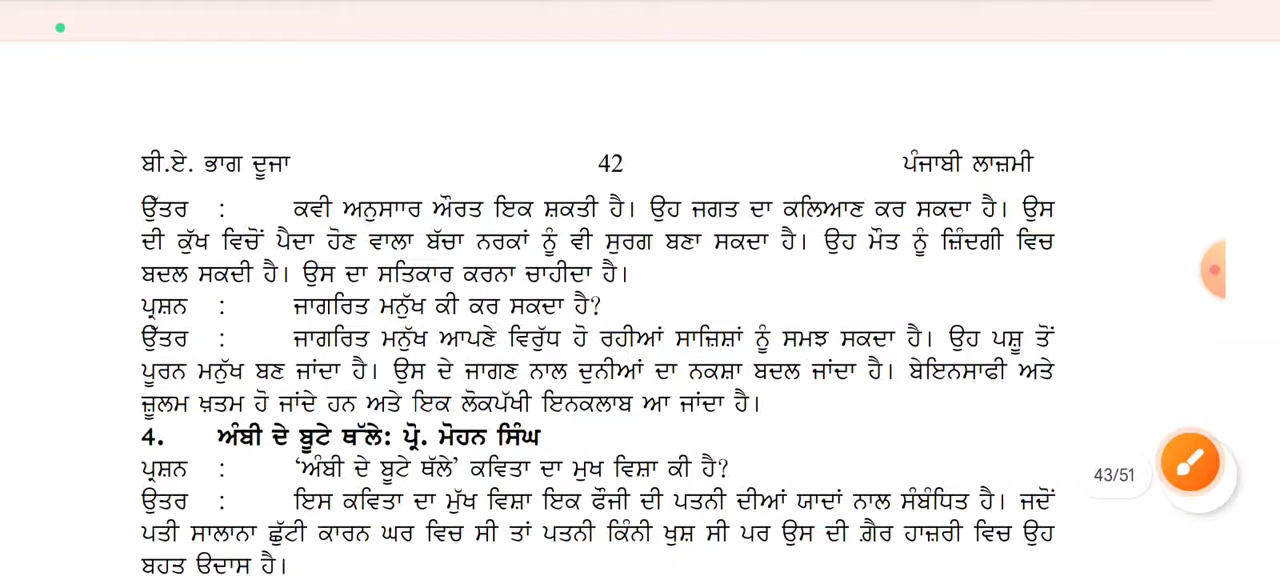 ਬੀ.ਏ. ਭਾਗ ਦੂਜਾ 42 ਪੰਜਾਬੀ ਲਾਜ਼ਮੀ
ਉੱਤਰ : ਕਵੀ ਅਨੁਸਾਾਰ ਔਰਤ ਇਕ ਸ਼ਕਤੀ ਹੈ। ਉਹ ਜਗਤ ਦਾ ਕਲਿਆਣ ਕਰ ਸਕਦਾ ਹੈ। ਉਸ
ਦੀ ਕੁੱਖ ਵਿਚੋਂ ਪੈਦਾ ਹੋਣ ਵਾਲਾ ਬੱਚਾ ਨਰਕਾਂ ਨੂੰ ਵੀ ਸੁਰਗ ਬਣਾ ਸਕਦਾ ਹੈ। ਉਹ ਮੌਤ ਨੂੰ ਜ਼ਿੰਦਗੀ ਵਿਚ
ਬਦਲ ਸਕਦੀ ਹੈ। ਉਸ ਦਾ ਸਤਿਕਾਰ ਕਰਨਾ ਚਾਹੀਦਾ ਹੈ।
ਪ੍ਰਸ਼ਨ : ਜਾਗਰਿਤ ਮਨੁੱਖ ਕੀ ਕਰ ਸਕਦਾ ਹੈ?
ਉੱਤਰ : ਜਾਗਰਿਤ ਮਨੁੱਖ ਆਪਣੇ ਵਿਰੁੱਧ ਹੋ ਰਹੀਆਂ ਸਾਜ਼ਿਸ਼ਾਂ ਨੂੰ ਸਮਝ ਸਕਦਾ ਹੈ। ਉਹ ਪਸ਼ੂ ਤੋਂ
ਪੂਰਨ ਮਨੁੱਖ ਬਣ ਜਾਂਦਾ ਹੈ। ਉਸ ਦੇ ਜਾਗਣ ਨਾਲ ਦੁਨੀਆਂ ਦਾ ਨਕਸ਼ਾ ਬਦਲ ਜਾਂਦਾ ਹੈ। ਬੇਇਨਸਾਫੀ ਅਤੇ
ਜ਼ੂਲਮ ਖ਼ਤਮ ਹੋ ਜਾਂਦੇ ਹਨ ਅਤੇ ਇਕ ਲੋਕਪੱਖੀ ਇਨਕਲਾਬ ਆ ਜਾਂਦਾ ਹੈ।
4. ਅੰਬੀ ਦੇ ਬੂਟੇ ਥੱਲੇ: ਪ੍ਰੋ. ਮੋਹਨ ਸਿੰਘ
ਪ੍ਰਸ਼ਨ : 'ਅੰਬੀ ਦੇ ਬੂਟੇ ਥੱਲੇ' ਕਵਿਤਾ ਦਾ ਮੁਖ ਵਿਸ਼ਾ ਕੀ ਹੈ?
43/51
ਉਤਰ : ਇਸ ਕਵਿਤਾ ਦਾ ਮੁੱਖ ਵਿਸ਼ਾ ਇਕ ਫੌਜੀ ਦੀ ਪਤਨੀ ਦੀਆਂ ਯਾਦਾਂ ਨਾਲ ਸੰਬੰਧਿਤ ਹੈ। ਜਦੋਂ
ਪਤੀ ਸਾਲਾਨਾ ਛੁੱਟੀ ਕਾਰਨ ਘਰ ਵਿਚ ਸੀ ਤਾਂ ਪਤਨੀ ਕਿੰਨੀ ਖੁਸ਼ ਸੀ ਪਰ ਉਸ ਦੀ ਗ਼ੈਰ ਹਾਜ਼ਰੀ ਵਿਚ ਉਹ
ਬਹੁਤ ਉਦਾਸ ਹੈ।